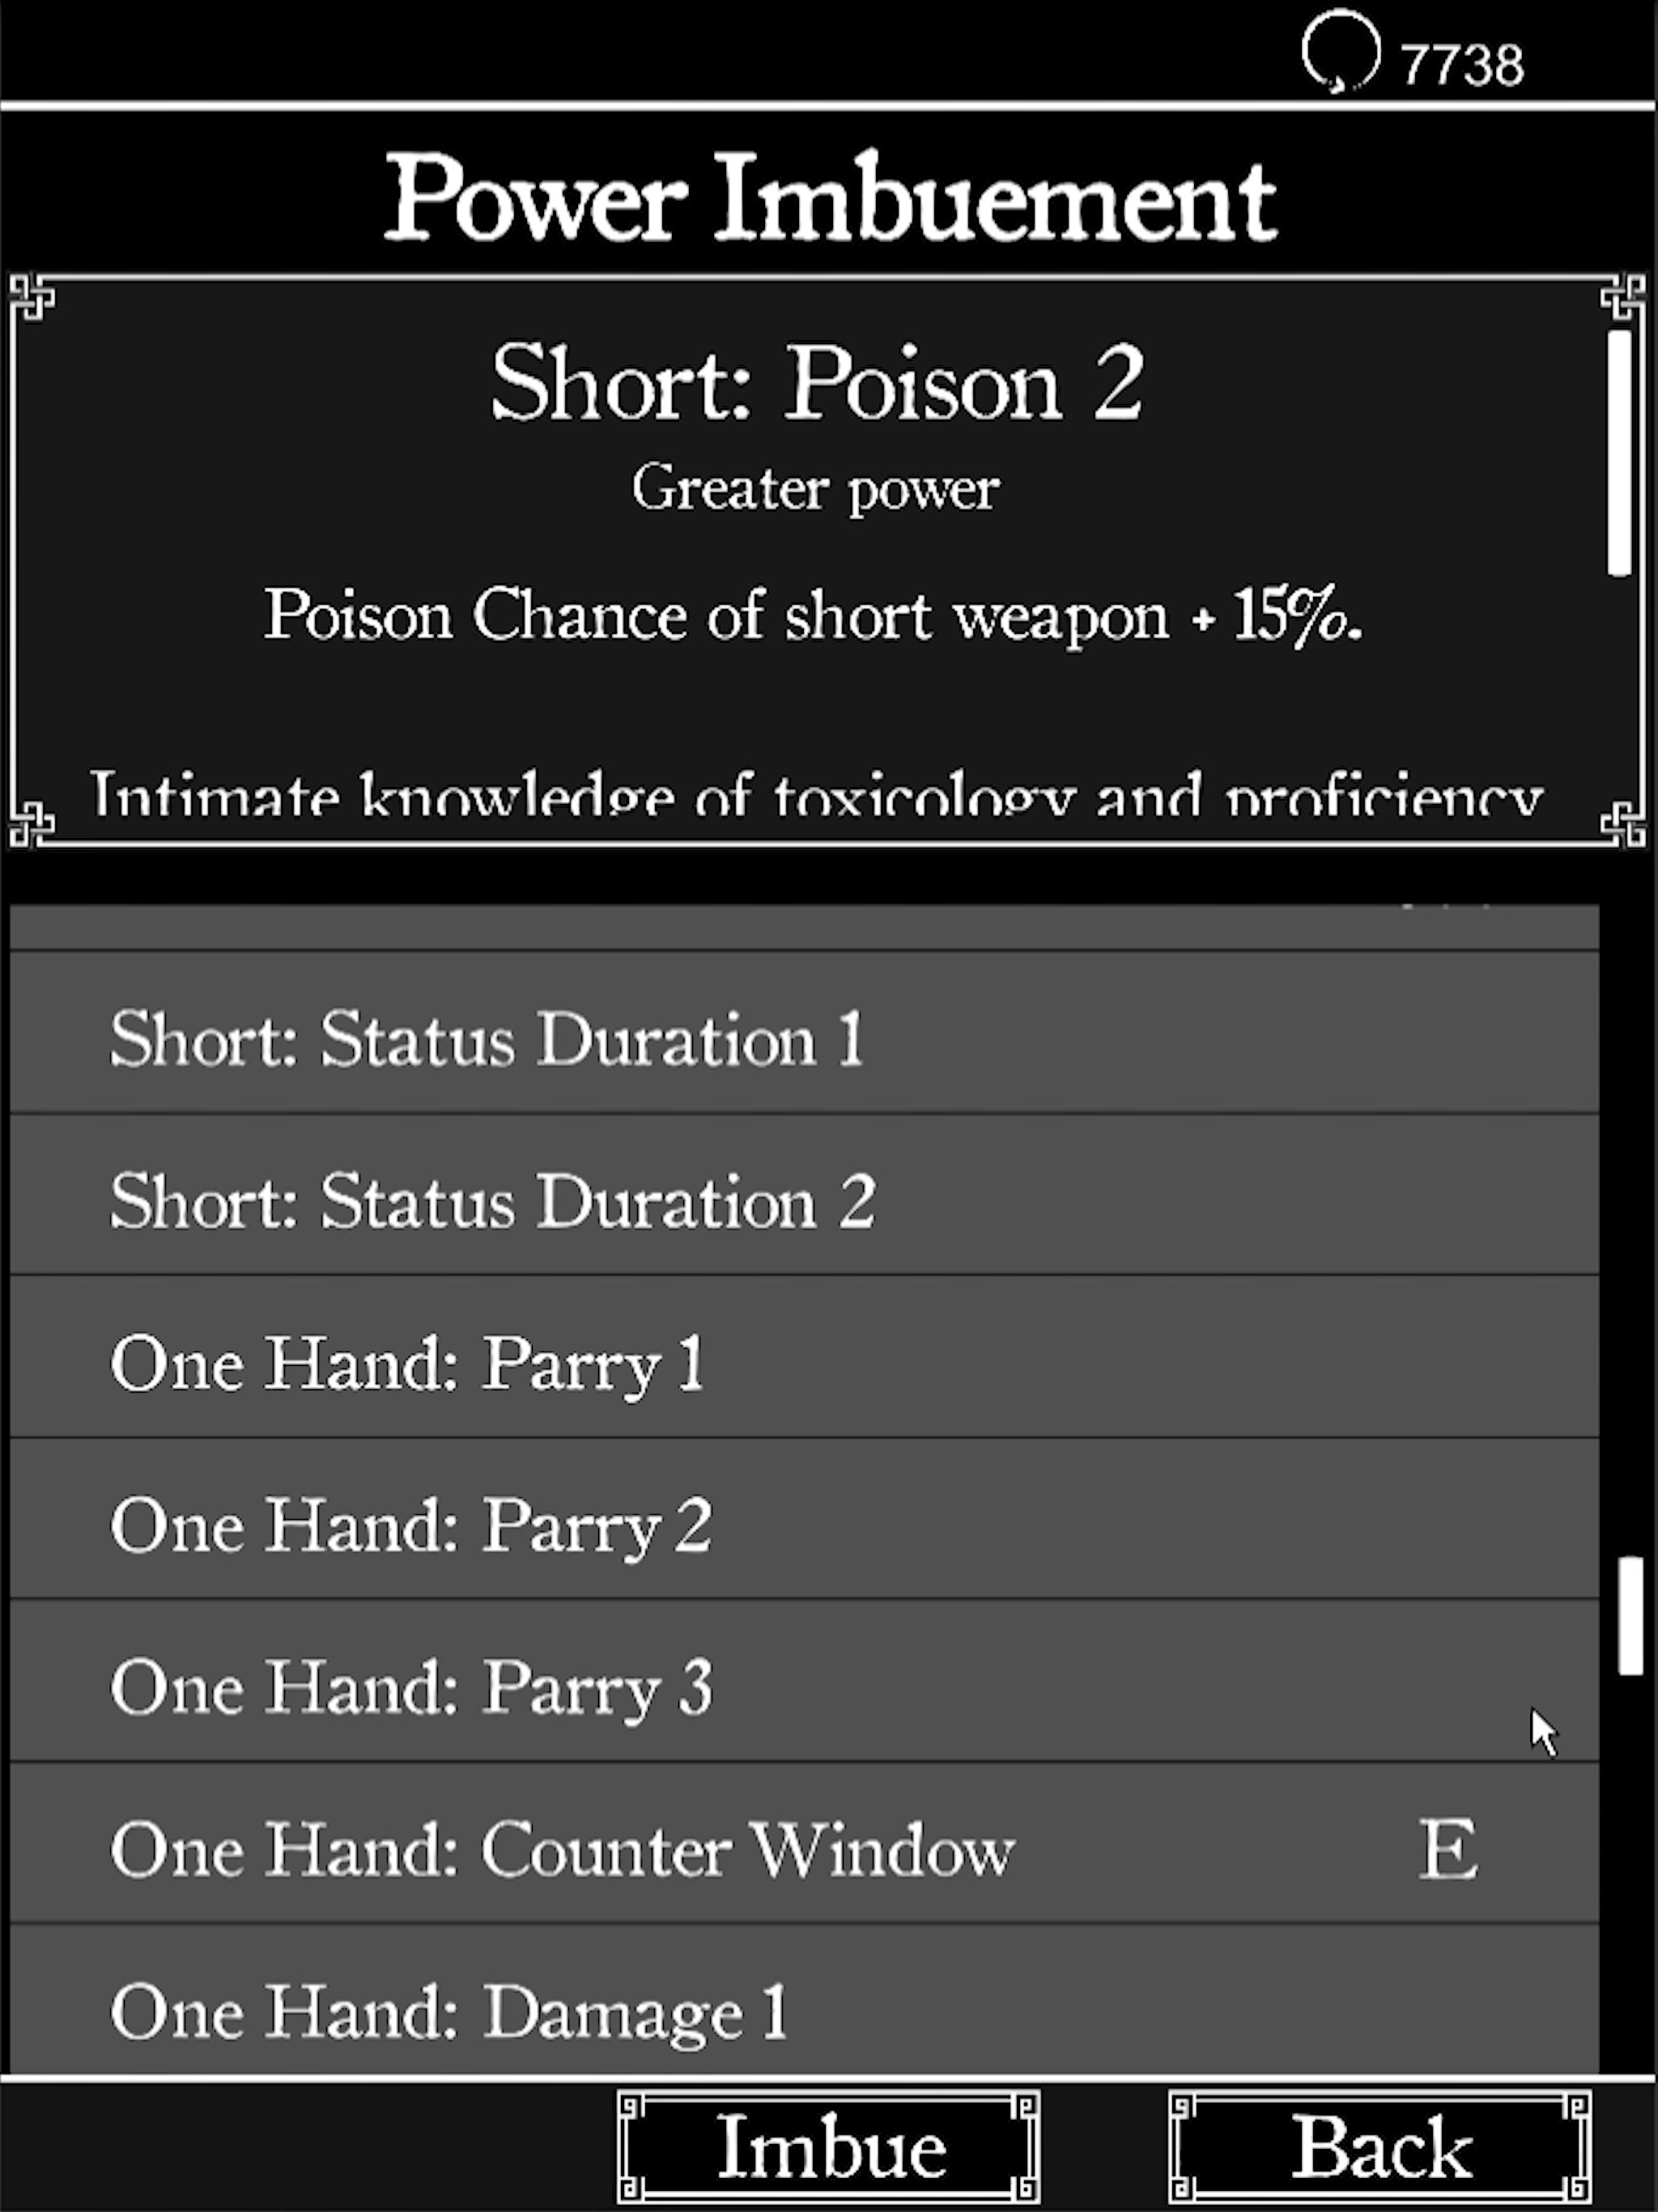 7738
Power Imbuement
Short: Poison 2
Greater power
Poison Chance of short weapon + 15%.
Intimate knowledge of toxicology and proficiency
Short: Status Duration 1
Short: Status Duration 2
One Hand: Parry 1
One Hand: Parry 2
One Hand: Parry 3
One Hand: Counter Window E
One Hand: Damage 1
Imbue Back